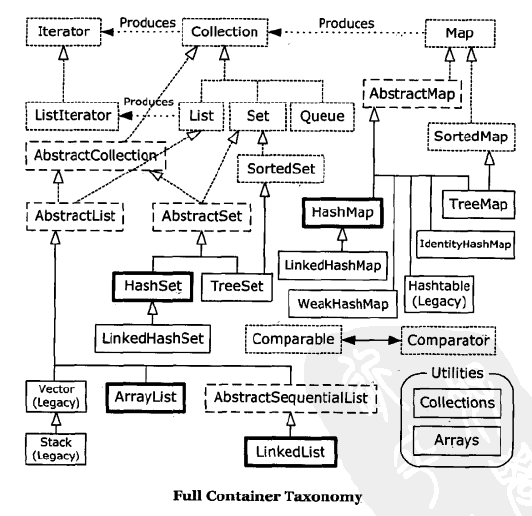 Iterator
Produces
Collection
Produces
Map
ListIterator
Produces
List
Set
Queue
AbstractMap
AbstractCollection
SortedSet
SortedMap
AbstractList
AbstractSet
HashMap
TreeMap
IdentityHashMap
LinkedHashMap
HashSet
TreeSet
WeakHashMap
Hashtable
(Legacy)
LinkedHashSet
Comparable
Comparator
Utilities
Collections
Arrays
Vector
(Legacy)
ArrayList
AbstractSequentialList
Stack
(Legacy)
LinkedList
Full Container Taxonomy